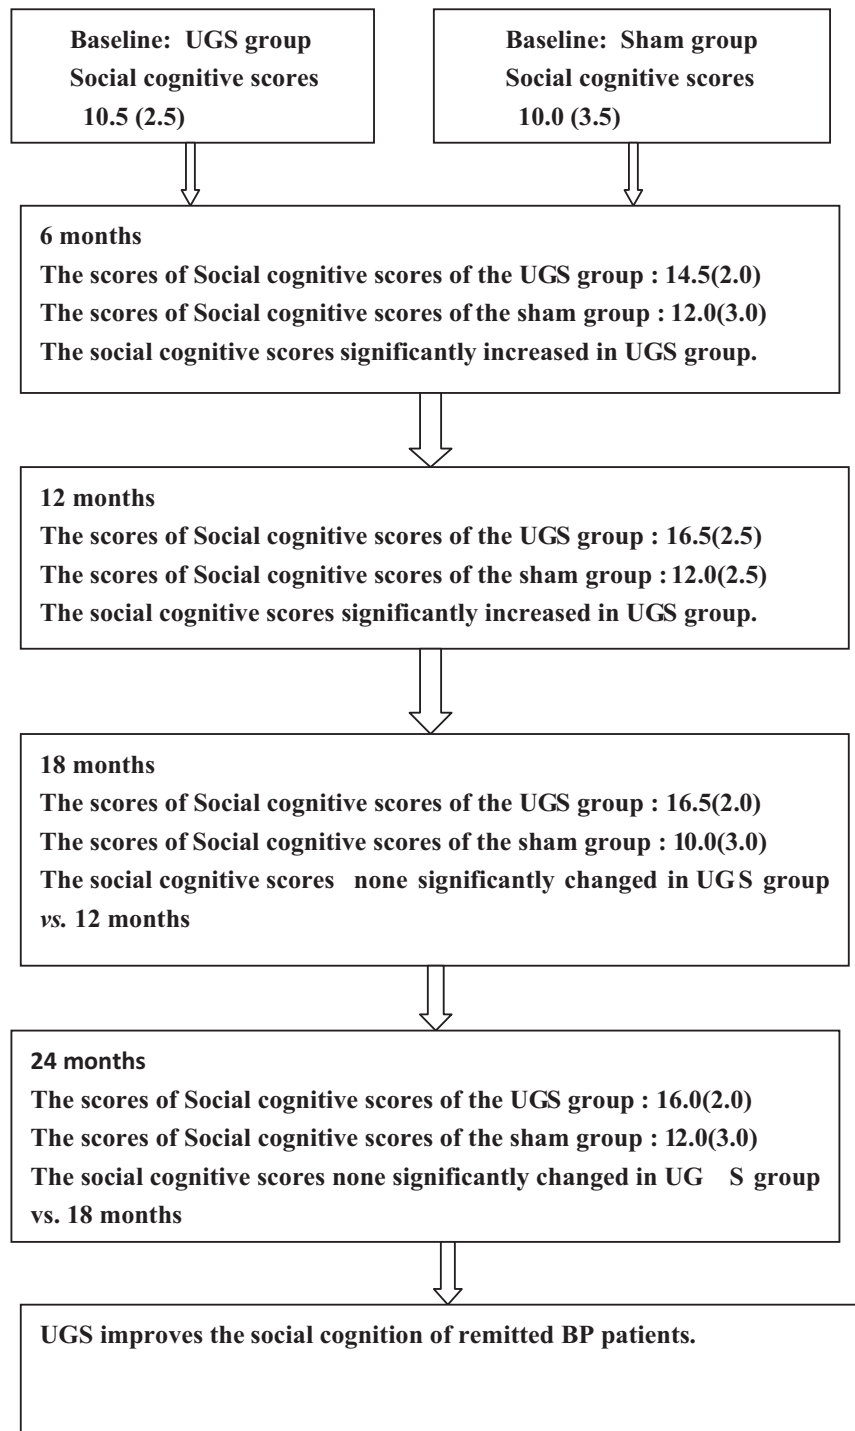 Baseline: UGS group
Social cognitive scores
10.5 (2.5)
Baseline: Sham group
Social cognitive scores
10.0 (3.5)
6 months
The scores of Social cognitive scores of the UGS group : 14.5(2.0)
The scores of Social cognitive scores of the sham group : 12.0(3.0)
The social cognitive scores significantly increased in UGS group.
12 months
The scores of Social cognitive scores of the UGS group : 16.5(2.5)
The scores of Social cognitive scores of the sham group : 12.0(2.5)
The social cognitive scores significantly increased in UGS group.
18 months
The scores of Social cognitive scores of the UGS group : 16.5(2.0)
The scores of Social cognitive scores of the sham group : 10.0(3.0)
The social cognitive scores none significantly changed in UG S group
vs. 12 months
24 months
The scores of Social cognitive scores of the UGS group : 16.0(2.0)
The scores of Social cognitive scores of the sham group : 12.0(3.0)
The social cognitive scores none significantly changed in UG S group
vs. 18 months
UGS improves the social cognition of remitted BP patients.